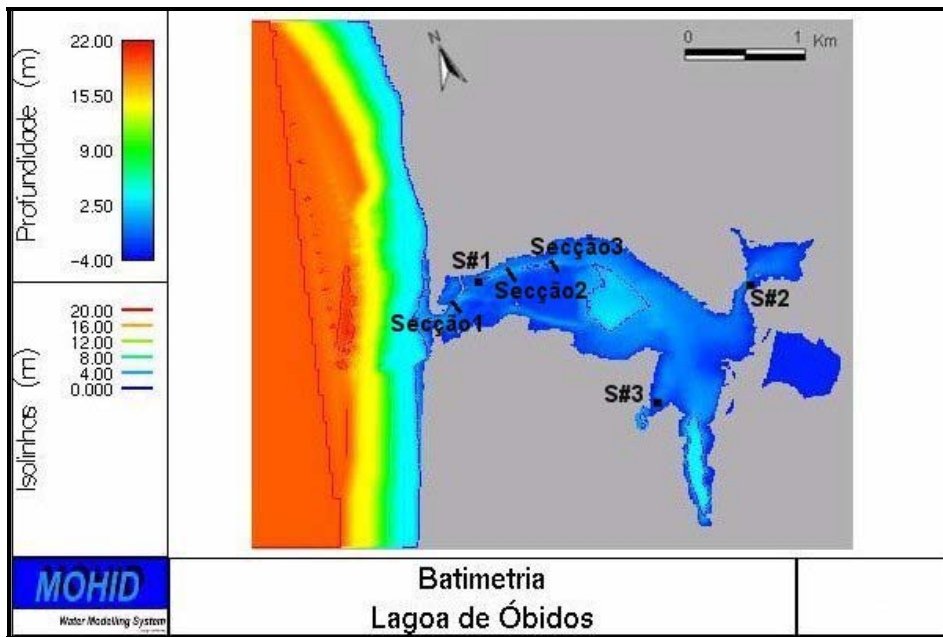 Profundidade (m)
22.00
15.50
9.00
2.50
-4.00
Isolinhas (m)
20.00
16.00
12.00
8.00
4.00
0.000
N
0 1 Km
S#1
Secção3
Secção2
Secção1
S#2
S#3
MOHID
Water Modelling System
Batimetria
Lagoa de Óbidos